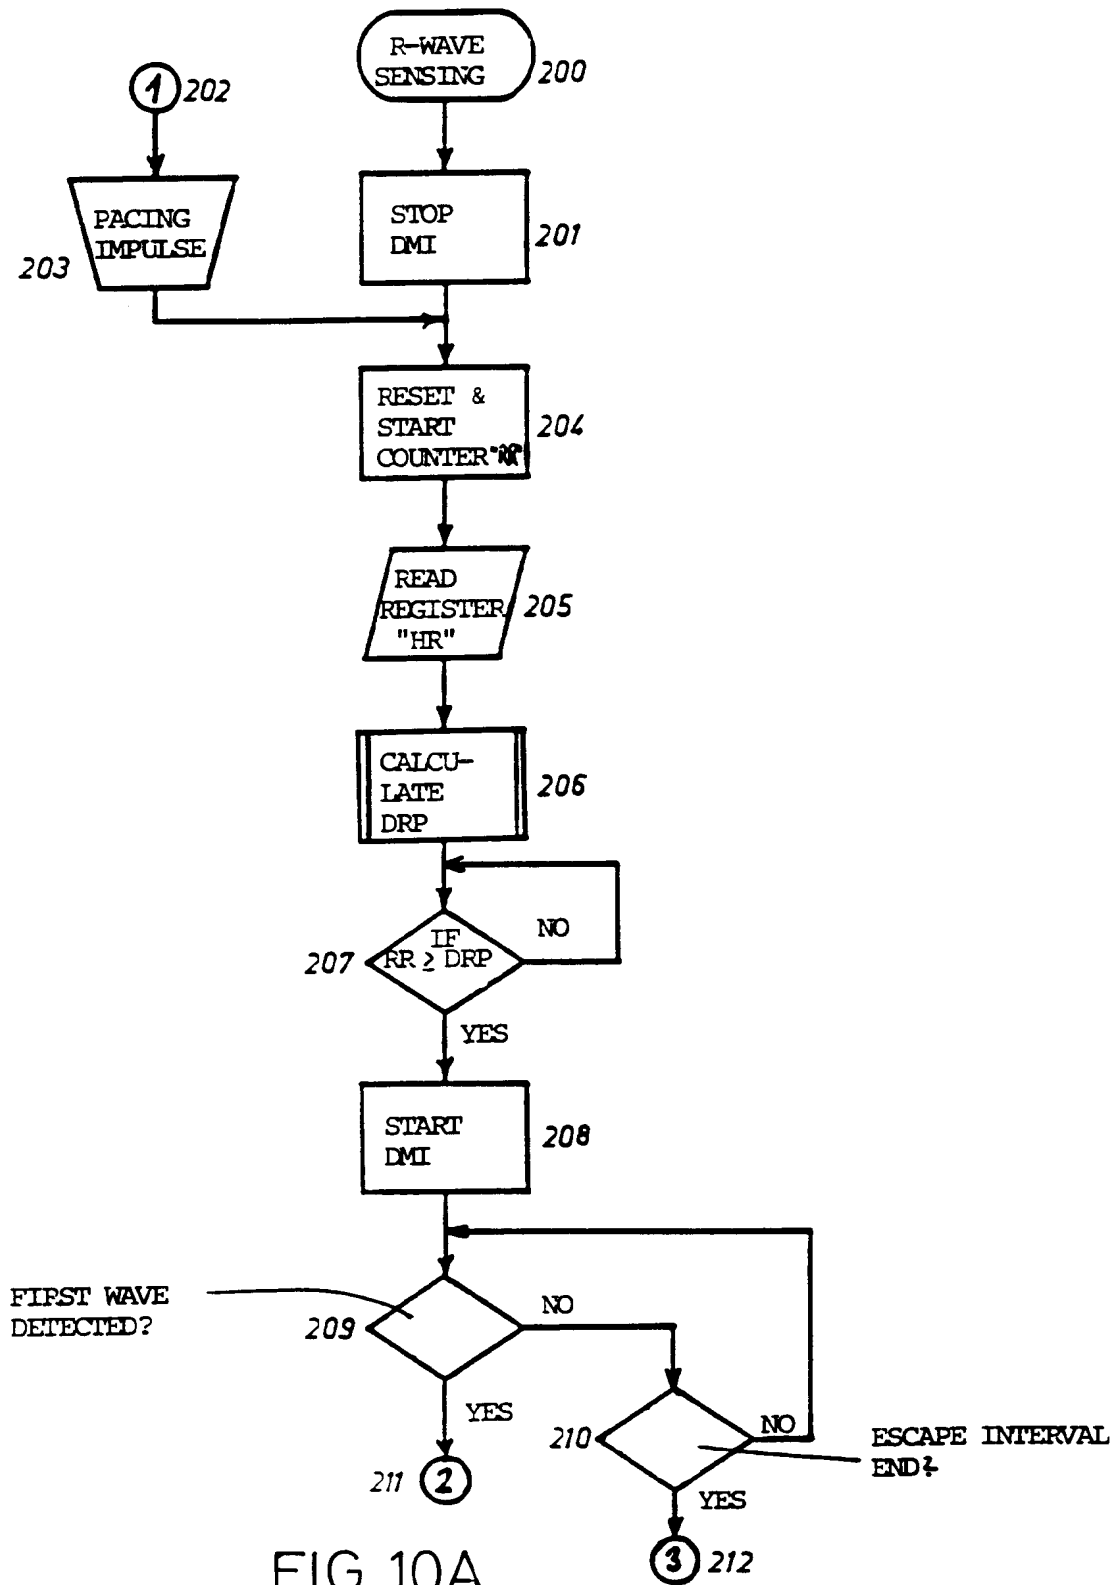 R-WAVE
SENSING
200
1
202
PACING
IMPULSE
203
STOP
DMI
201
RESET &
START
COUNTER "RR"
204
READ
REGISTER
"HR"
205
CALCU-
LATE
DRP
206
IF
RR ≥ DRP
207
NO
YES
START
DMI
208
FIRST WAVE
DETECTED?
209
NO
YES
210
NO
ESCAPE INTERVAL
END?
YES
211
2
3
212
FIG 10A